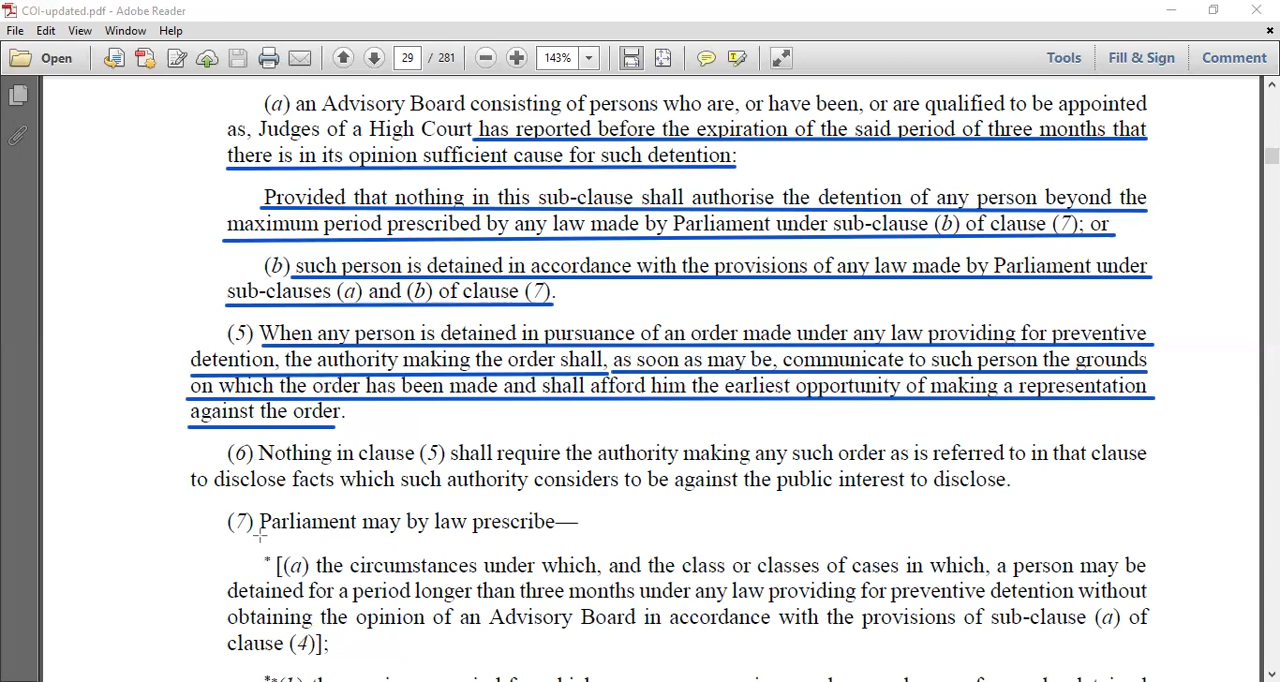 COI-updated.pdf - Adobe Reader
File Edit View Window Help
Open 29 / 281 143% Tools Fill & Sign Comment
(a) an Advisory Board consisting of persons who are, or have been, or are qualified to be appointed
as, Judges of a High Court has reported before the expiration of the said period of three months that
there is in its opinion sufficient cause for such detention:
Provided that nothing in this sub-clause shall authorise the detention of any person beyond the
maximum period prescribed by any law made by Parliament under sub-clause (b) of clause (7); or
(b) such person is detained in accordance with the provisions of any law made by Parliament under
sub-clauses (a) and (b) of clause (7).
(5) When any person is detained in pursuance of an order made under any law providing for preventive
detention, the authority making the order shall, as soon as may be, communicate to such person the grounds
on which the order has been made and shall afford him the earliest opportunity of making a representation
against the order.
(6) Nothing in clause (5) shall require the authority making any such order as is referred to in that clause
to disclose facts which such authority considers to be against the public interest to disclose.
(7) Parliament may by law prescribe—
* [(a) the circumstances under which, and the class or classes of cases in which, a person may be
detained for a period longer than three months under any law providing for preventive detention without
obtaining the opinion of an Advisory Board in accordance with the provisions of sub-clause (a) of
clause (4)];